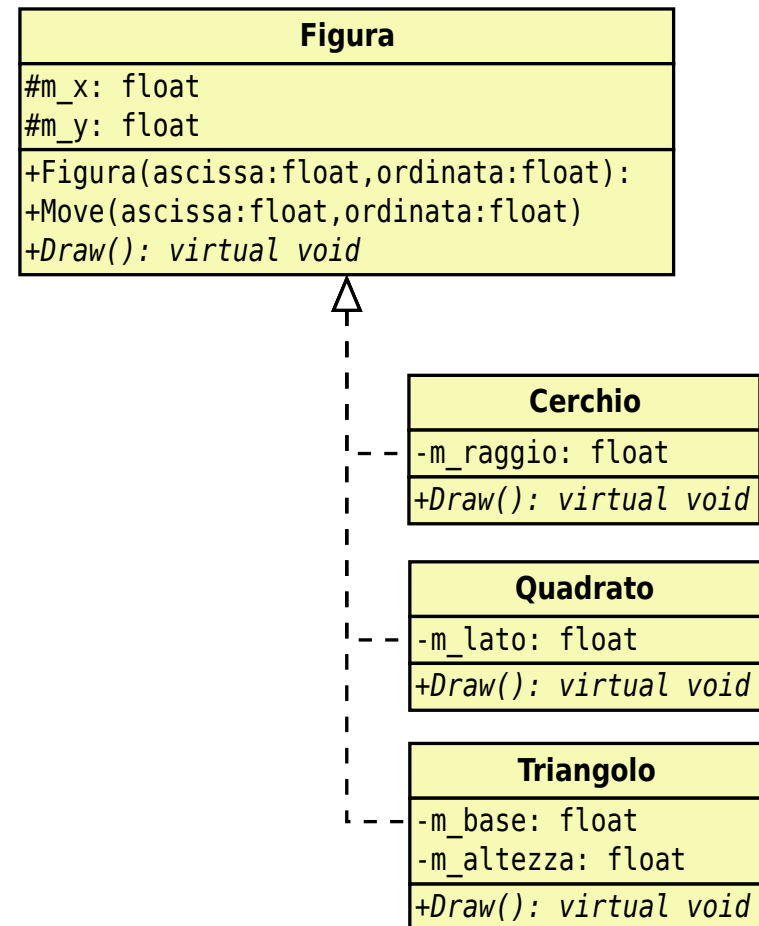 Figura
#m_x: float
#m_y: float
+Figura(ascissa:float,ordinata:float):
+Move(ascissa:float,ordinata:float)
+Draw(): virtual void
Cerchio
-m_raggio: float
+Draw(): virtual void
Quadrato
-m_lato: float
+Draw(): virtual void
Triangolo
-m_base: float
-m_altezza: float
+Draw(): virtual void